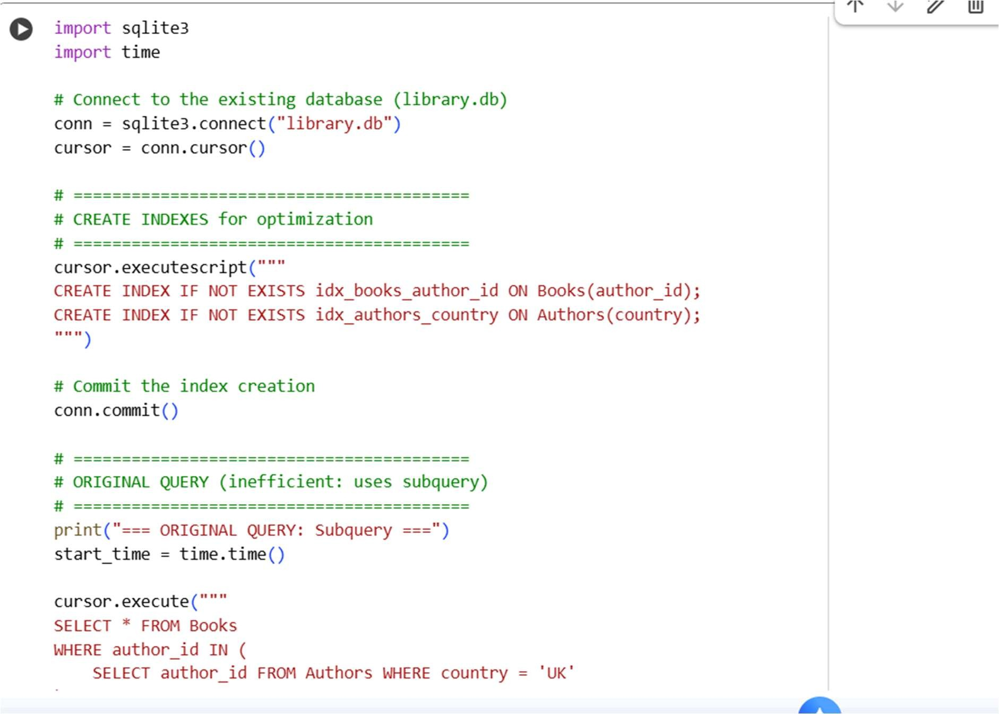 import sqlite3
import time
# Connect to the existing database (library.db)
conn = sqlite3.connect("library.db")
cursor = conn.cursor()
# =========================================
# CREATE INDEXES for optimization
# =========================================
cursor.executescript("""
CREATE INDEX IF NOT EXISTS idx_books_author_id ON Books(author_id);
CREATE INDEX IF NOT EXISTS idx_authors_country ON Authors(country);
""")
# Commit the index creation
conn.commit()
# =========================================
# ORIGINAL QUERY (inefficient: uses subquery)
# =========================================
print("=== ORIGINAL QUERY: Subquery ===")
start_time = time.time()
cursor.execute("""
SELECT * FROM Books
WHERE author_id IN (
    SELECT author_id FROM Authors WHERE country = 'UK'